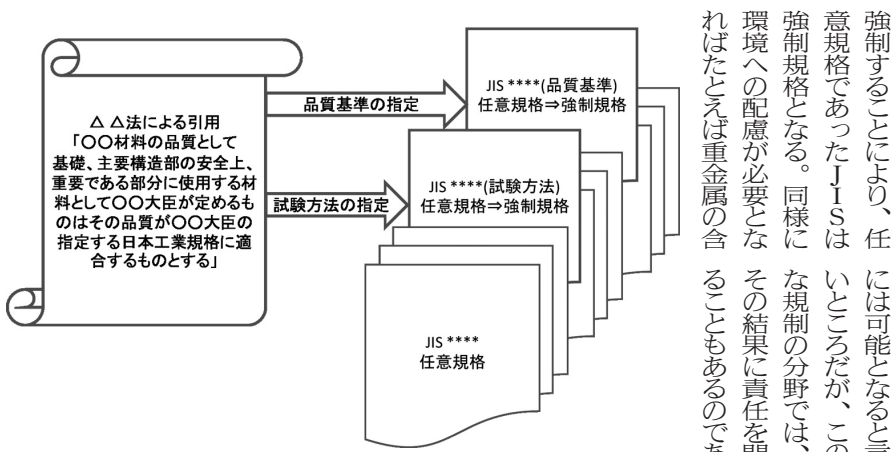 強制することにより、任
意規格であったJISは
強制規格となる。同様に
環境への配慮が必要とな
ればたとえば重金属の含
には可能となると言
いところだが、この
な規制の分野では、
その結果に責任を
ることもあるのであ
△ △法による引用
「〇〇材料の品質として
基礎、主要構造部の安全上、
重要である部分に使用する材
料として〇〇大臣が定めるも
のはその品質が〇〇大臣の
指定する日本工業規格に適
合するものとする」
品質基準の指定
試験方法の指定
JIS ****(品質基準)
任意規格⇒強制規格
JIS ****(試験方法)
任意規格⇒強制規格
JIS ****
任意規格